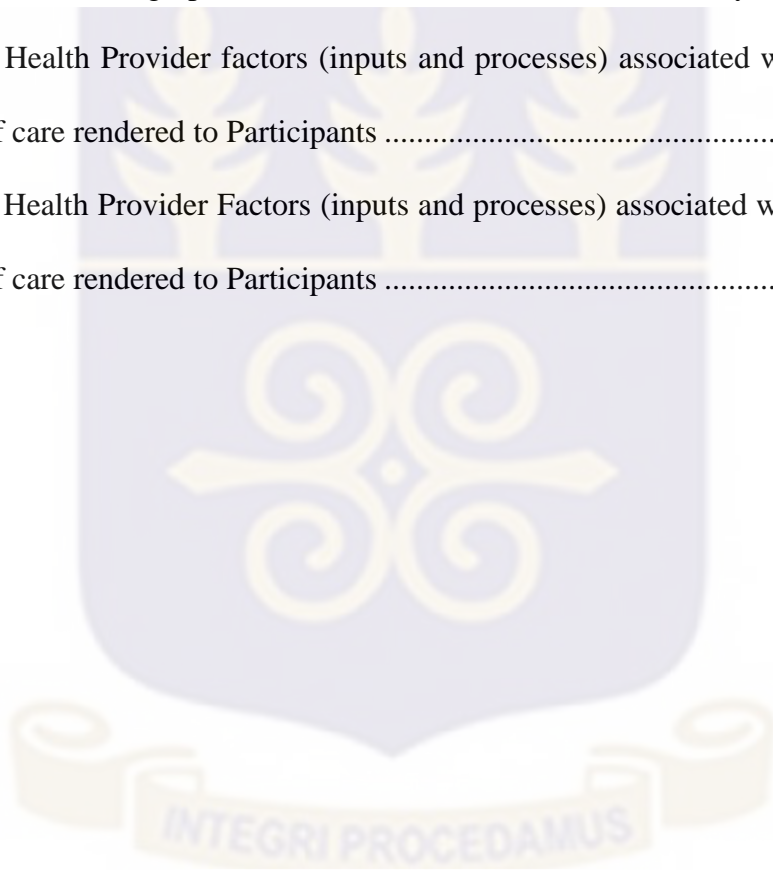 Health Provider factors (inputs and processes) associated w
f care rendered to Participants ................................................
Health Provider Factors (inputs and processes) associated w
f care rendered to Participants .................................................
INTEGRI PROCEDAMUS